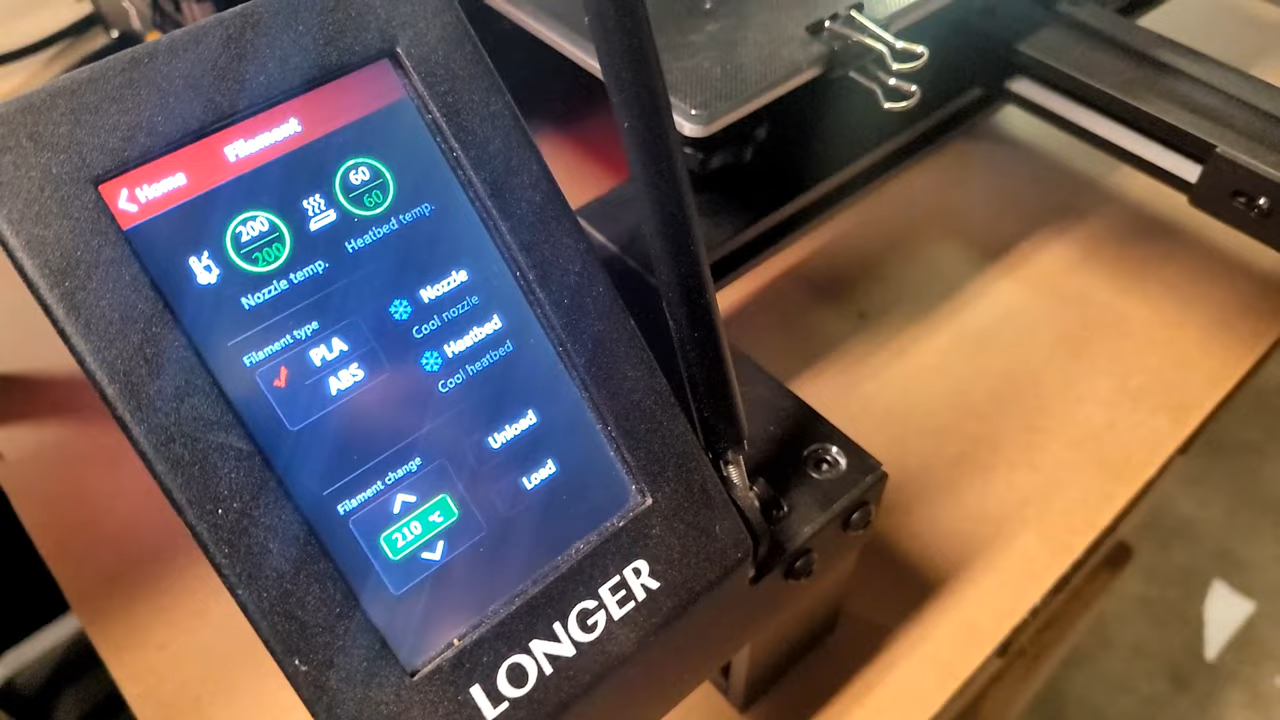 Filament
Home
200
200
Nozzle temp.
60
60
Heatbed temp.
Filament type
PLA
ABS
Nozzle
Cool nozzle
Heatbed
Cool heatbed
Filament change
210 °C
Unload
Load
LONGER